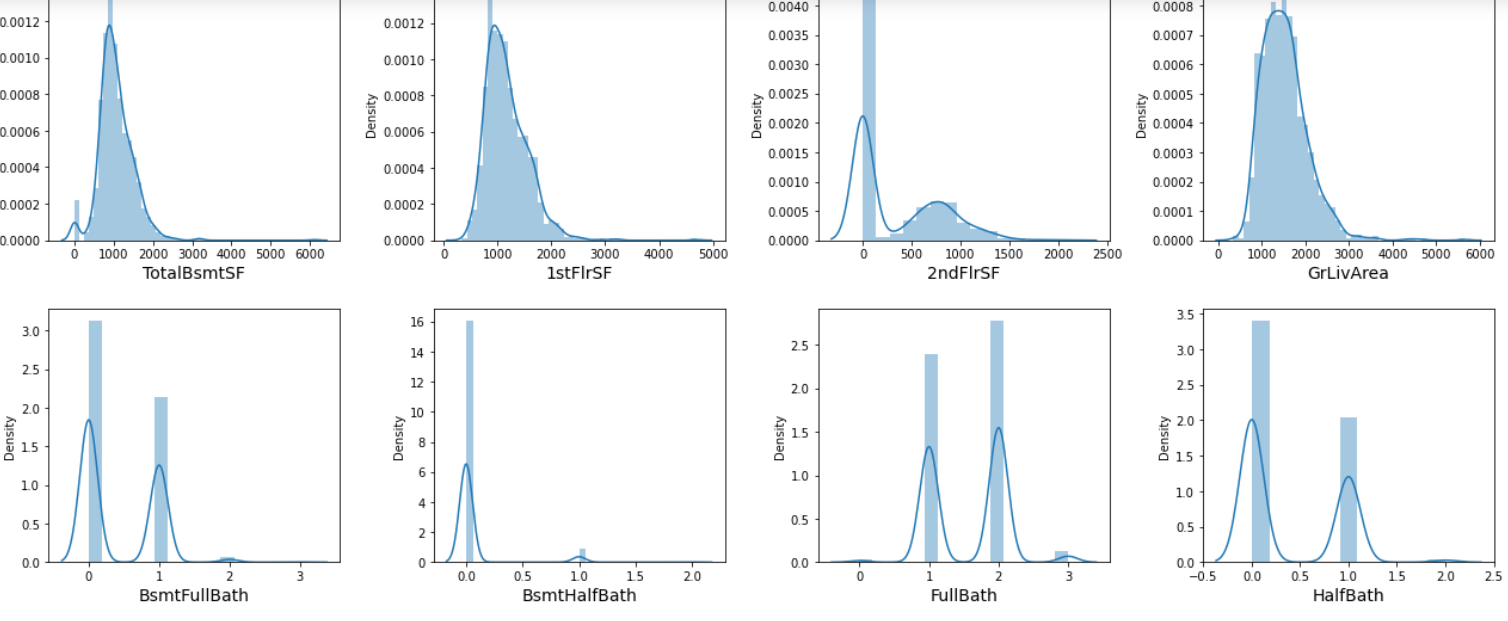 0.0012
0.0010
0.0008
0.0006
0.0004
0.0002
0.0000
0 1000 2000 3000 4000 5000 6000
TotalBsmtSF
Density
0.0012
0.0010
0.0008
0.0006
0.0004
0.0002
0.0000
0 1000 2000 3000 4000 5000
1stFlrSF
Density
0.0040
0.0035
0.0030
0.0025
0.0020
0.0015
0.0010
0.0005
0.0000
0 500 1000 1500 2000 2500
2ndFlrSF
Density
0.0008
0.0007
0.0006
0.0005
0.0004
0.0003
0.0002
0.0001
0.0000
0 1000 2000 3000 4000 5000 6000
GrLivArea
Density
3.0
2.5
2.0
1.5
1.0
0.5
0.0
0 1 2 3
BsmtFullBath
Density
16
14
12
10
8
6
4
2
0
0.0 0.5 1.0 1.5 2.0
BsmtHalfBath
Density
2.5
2.0
1.5
1.0
0.5
0.0
0 1 2 3
FullBath
Density
3.5
3.0
2.5
2.0
1.5
1.0
0.5
0.0
−0.5 0.0 0.5 1.0 1.5 2.0 2.5
HalfBath